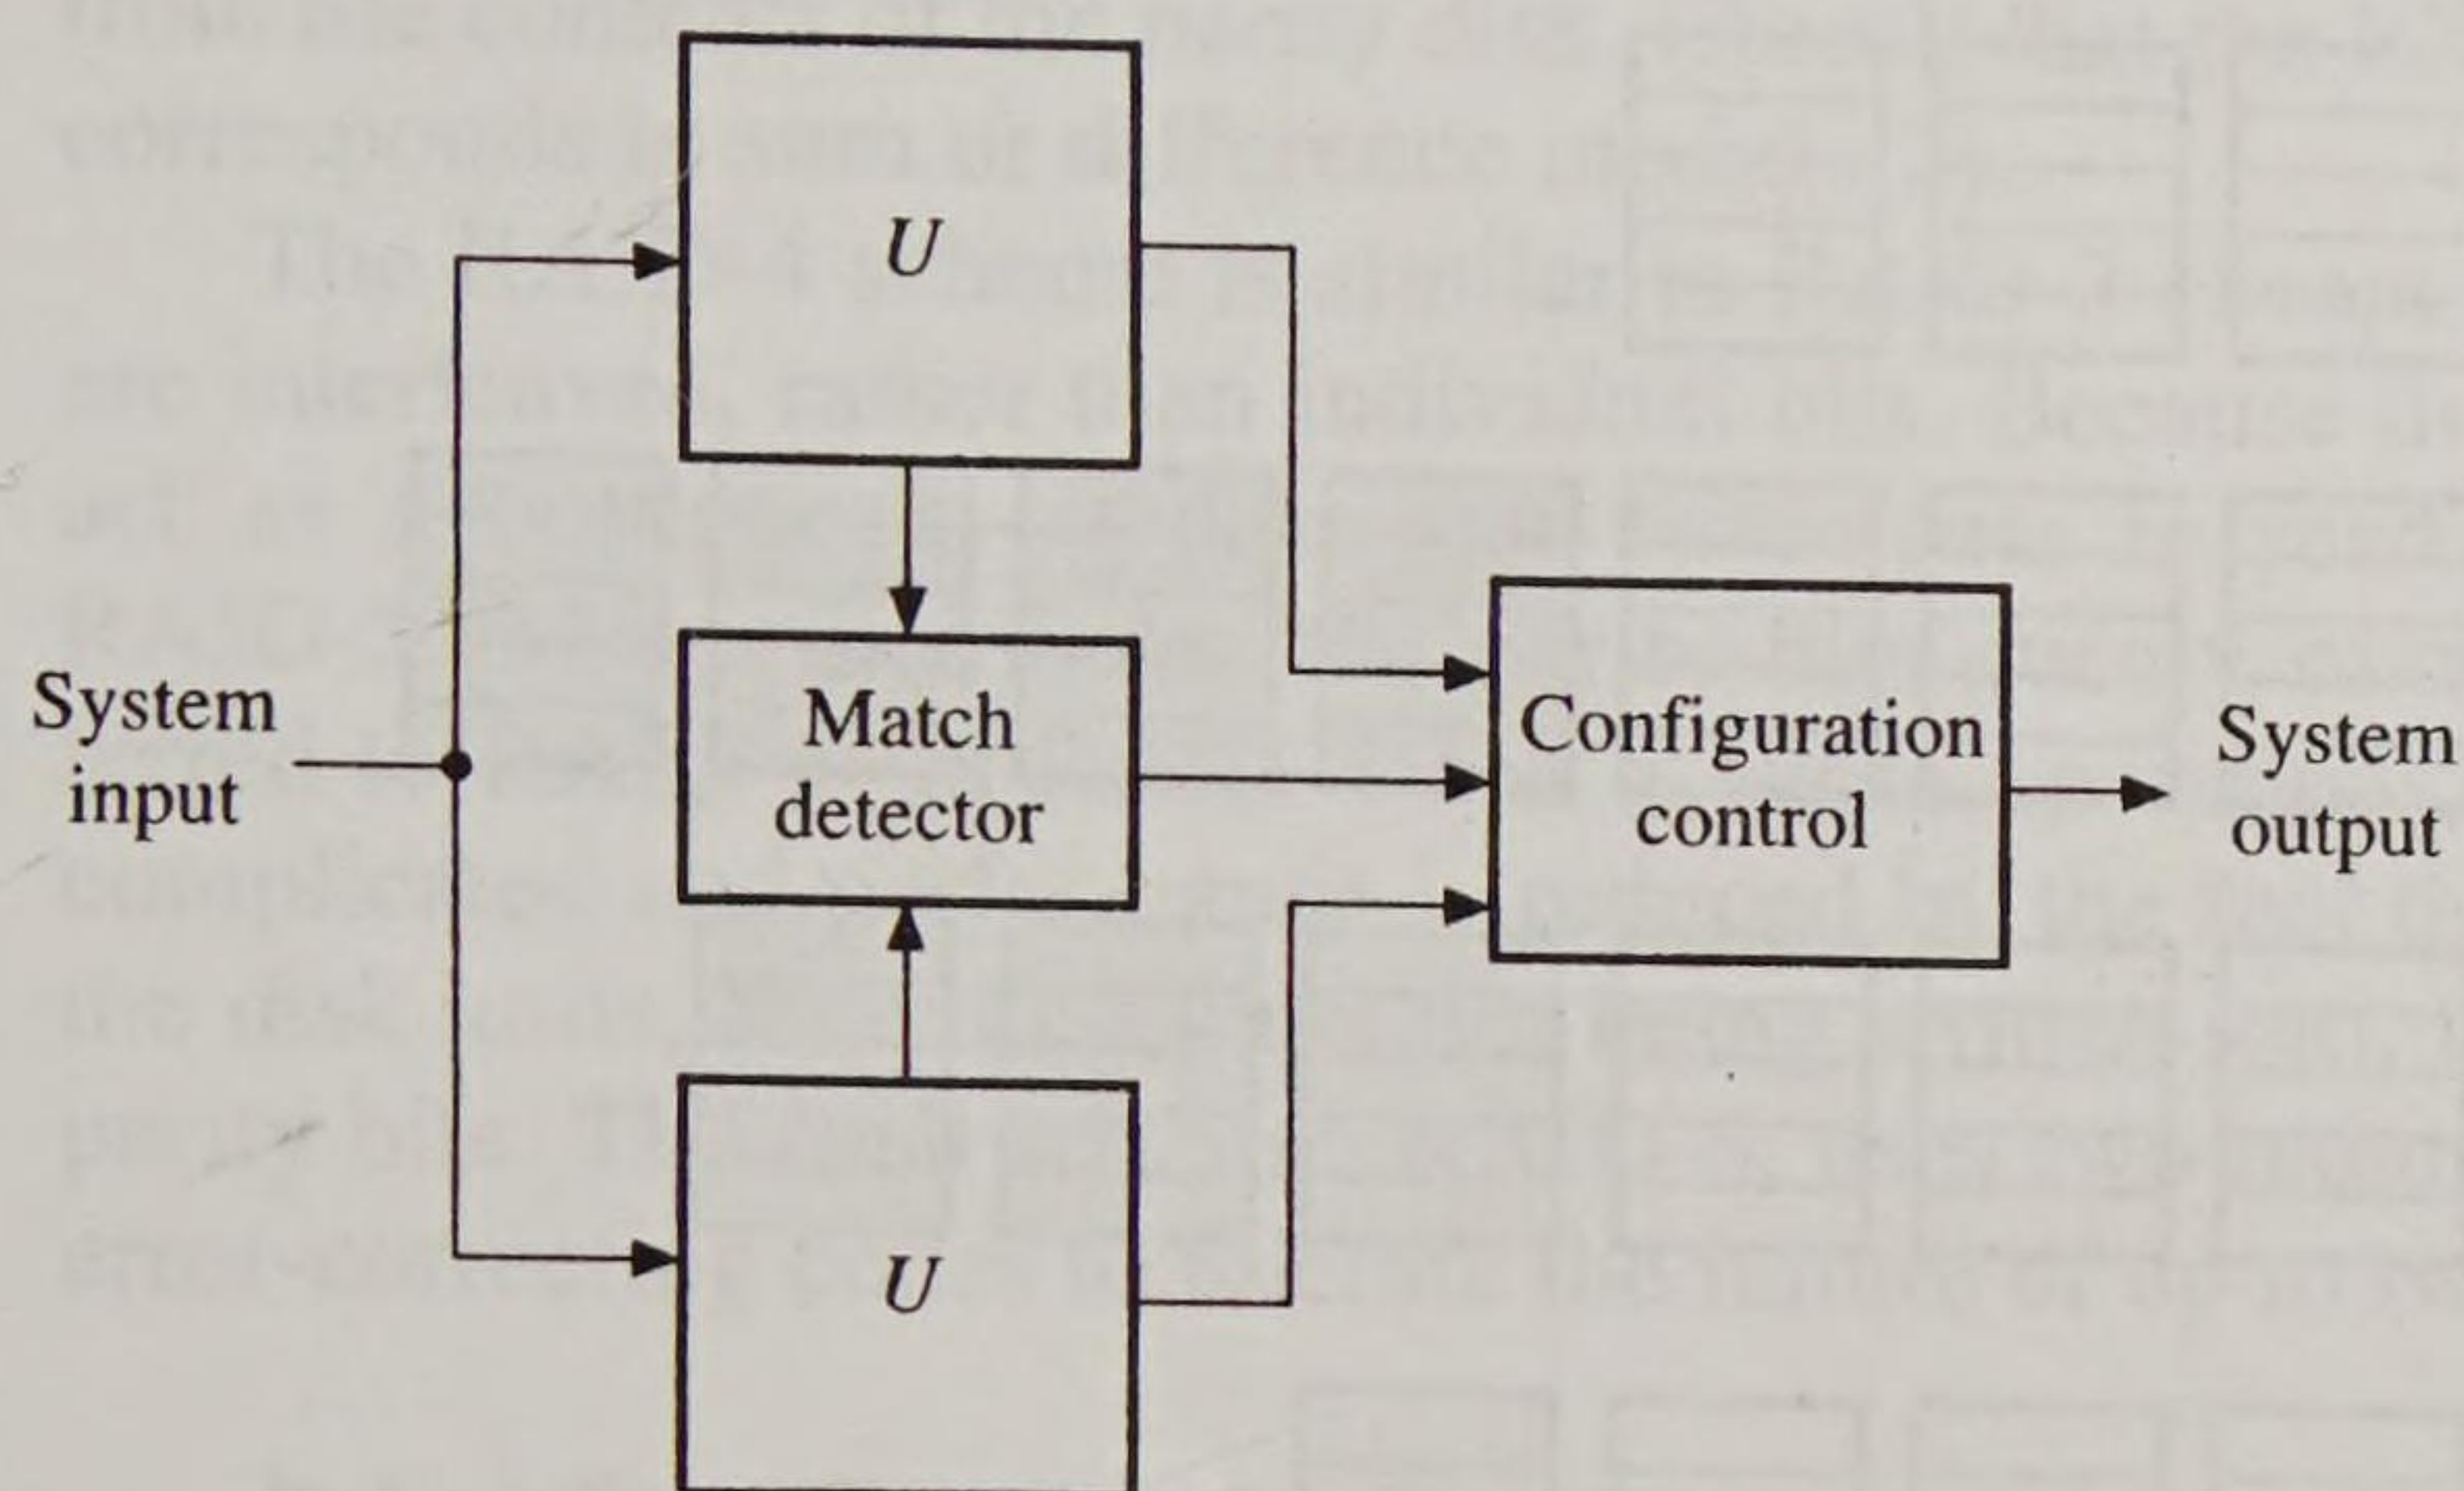 U
System
input
Match
detector
Configuration
control
System
output
U